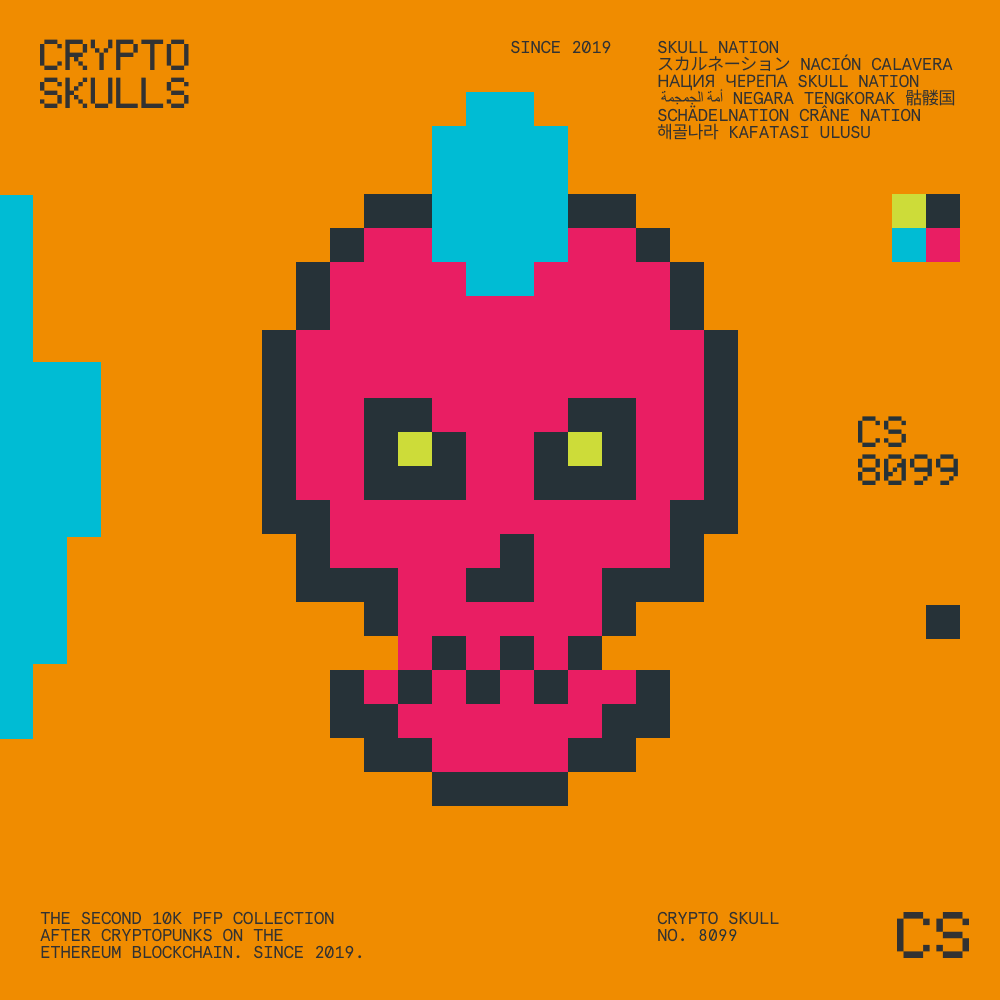 CRYPTO
SKULLS
SINCE 2019
SKULL NATION
スカルネーション NACIÓN CALAVERA
НАЦИЯ ЧЕРЕПА SKULL NATION
أمة الجمجمة NEGARA TENGKORAK 骷髅国
SCHÄDELNATION CRÂNE NATION
해골나라 KAFATASI ULUSU
CS
8099
THE SECOND 10K PFP COLLECTION
AFTER CRYPTOPUNKS ON THE
ETHEREUM BLOCKCHAIN. SINCE 2019.
CRYPTO SKULL
NO. 8099
CS